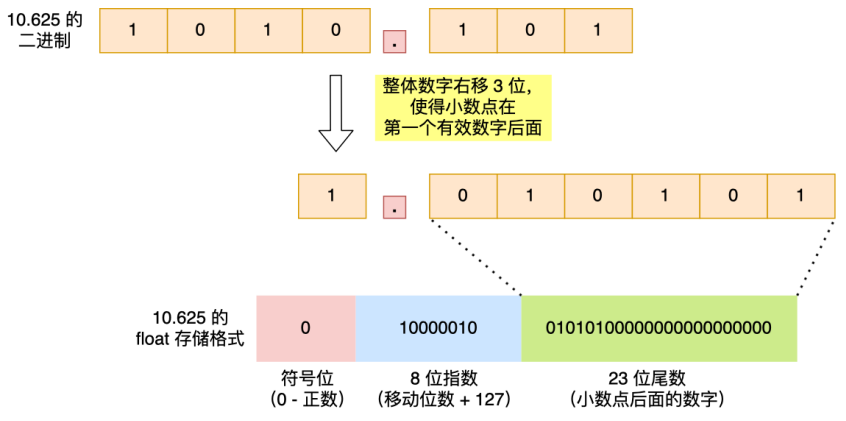 10.625 的
二进制
1 0 1 0 . 1 0 1
整体数字右移 3 位，
使得小数点在
第一个有效数字后面
1 . 0 1 0 1 0 1
10.625 的
float 存储格式
0 10000010 01010100000000000000000
符号位 8 位指数 23 位尾数
（0 - 正数） （移动位数 + 127） （小数点后面的数字）